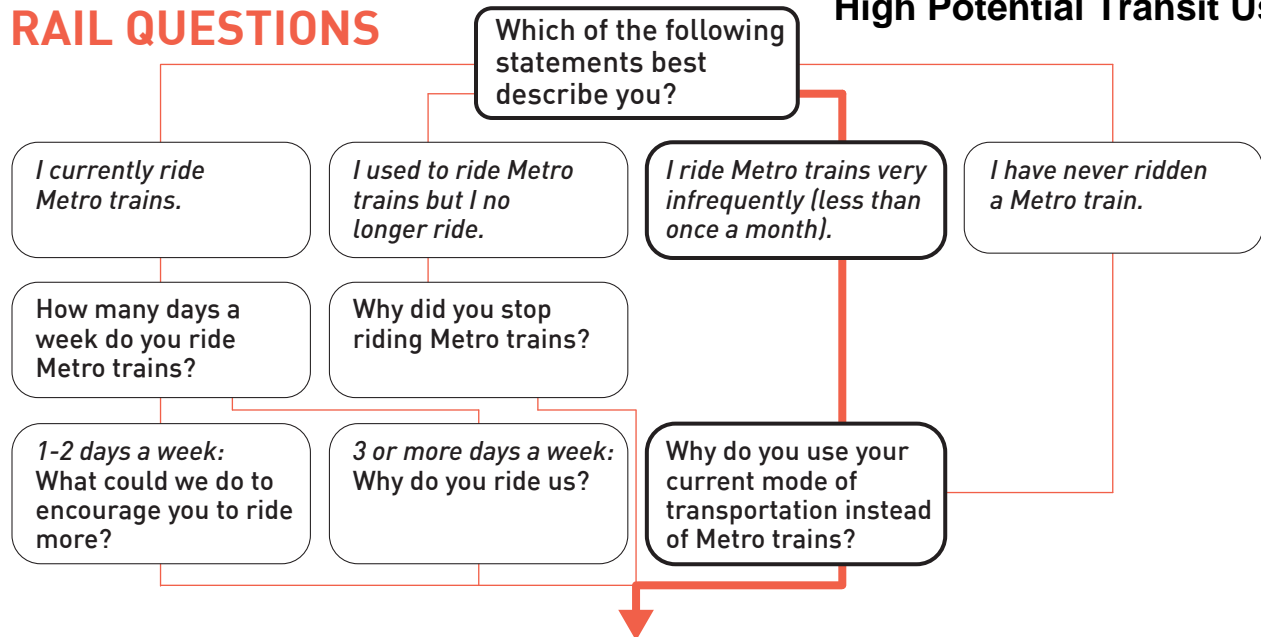 RAIL QUESTIONS
High Potential Transit Us
Which of the following
statements best
describe you?
I currently ride
Metro trains.
I used to ride Metro
trains but I no
longer ride.
I ride Metro trains very
infrequently (less than
once a month).
I have never ridden
a Metro train.
How many days a
week do you ride
Metro trains?
Why did you stop
riding Metro trains?
1-2 days a week:
What could we do to
encourage you to ride
more?
3 or more days a week:
Why do you ride us?
Why do you use your
current mode of
transportation instead
of Metro trains?